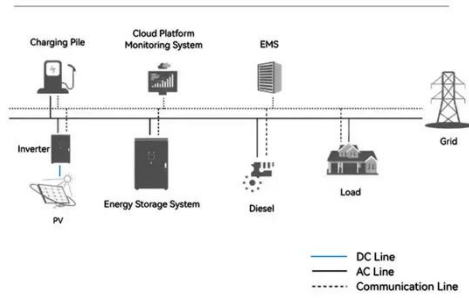 Charging Pile
Cloud Platform
Monitoring System
EMS
Inverter
PV
Energy Storage System
Diesel
Load
Grid
DC Line
AC Line
Communication Line